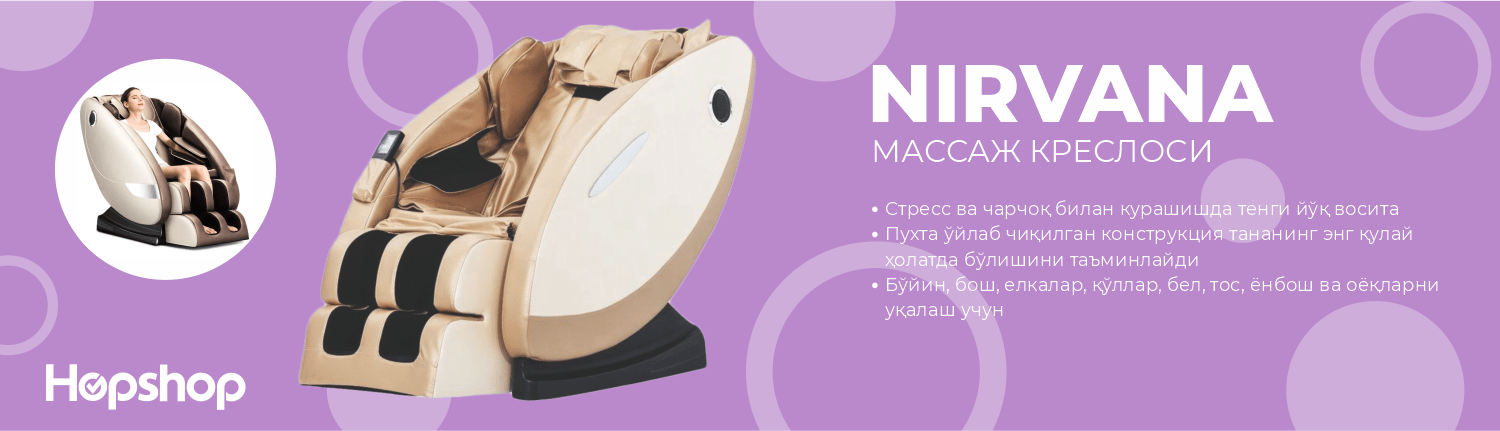 NIRVANA
МАССАЖ КРЕСЛОСИ
• Стресс ва чарчоқ билан курашишда тенги йўқ восита
• Пухта ўйлаб чиқилган конструкция тананинг энг қулай
ҳолатда бўлишини таъминлайди
• Бўйин, бош, елкалар, қўллар, бел, тос, ёнбош ва оёқларни
уқалаш учун
Hopshop